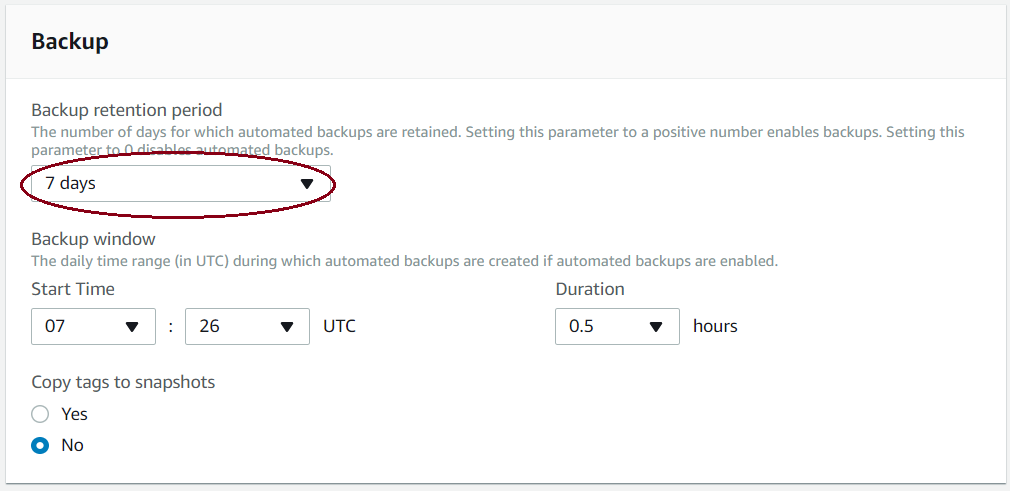 Backup
Backup retention period
The number of days for which automated backups are retained. Setting this parameter to a positive number enables backups. Setting this
parameter to 0 disables automated backups.
7 days
Backup window
The daily time range (in UTC) during which automated backups are created if automated backups are enabled.
Start Time Duration
07 : 26 UTC 0.5 hours
Copy tags to snapshots
Yes
No